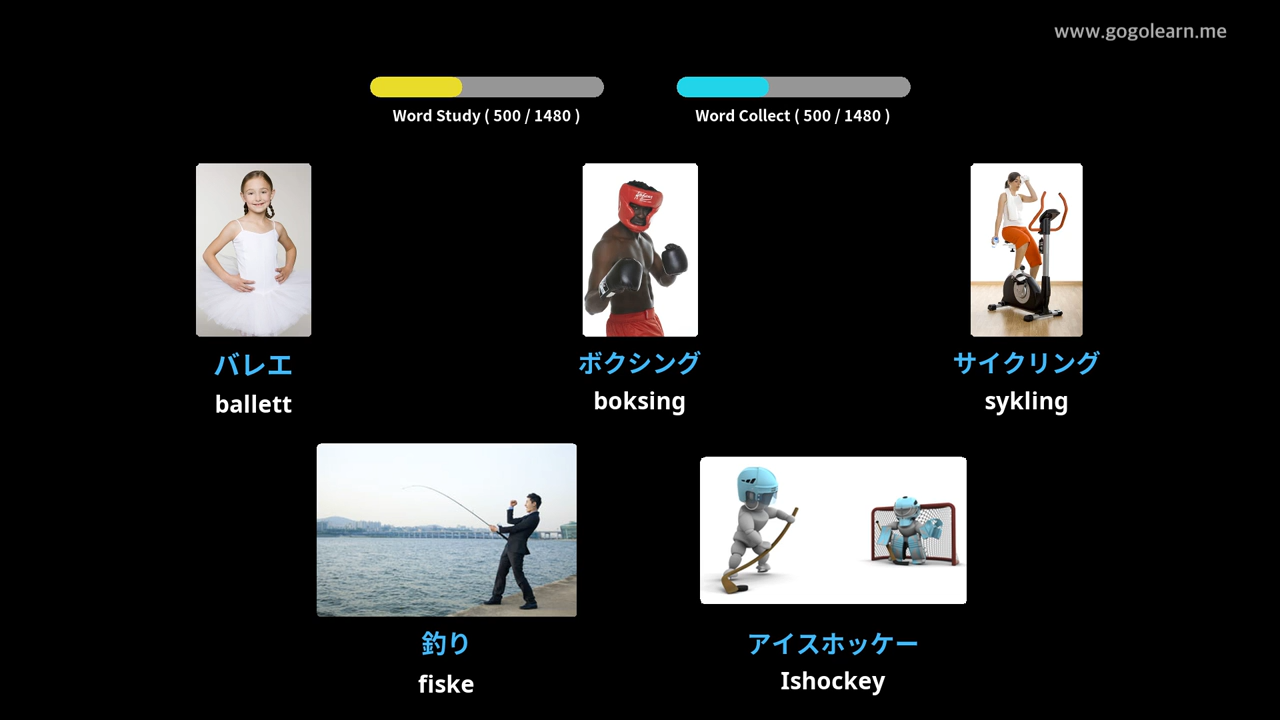 www.gogolearn.me
Word Study ( 500 / 1480 )
Word Collect ( 500 / 1480 )
バレエ
ballett
ボクシング
boksing
サイクリング
sykling
釣り
fiske
アイスホッケー
Ishockey